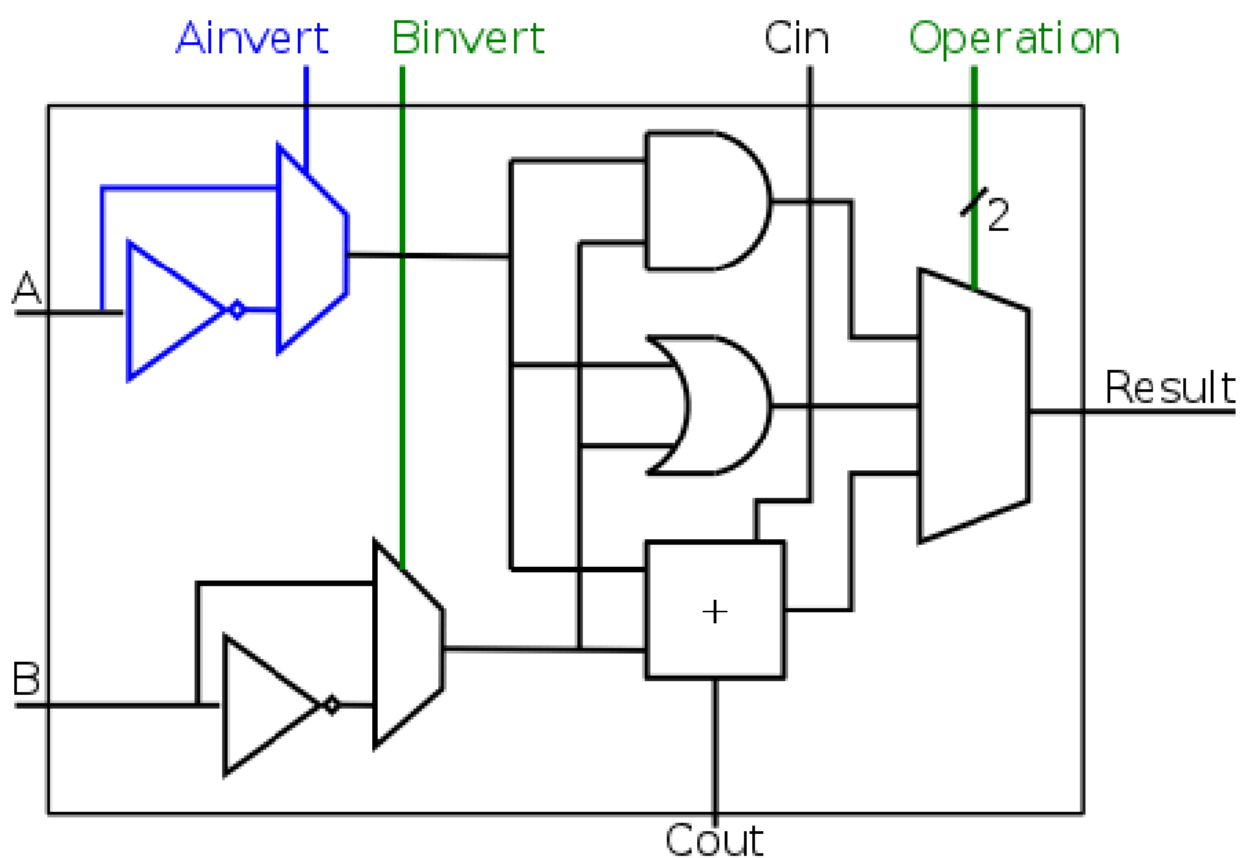 Ainvert
Binvert
Cin
Operation
2
A
Result
+
B
Cout